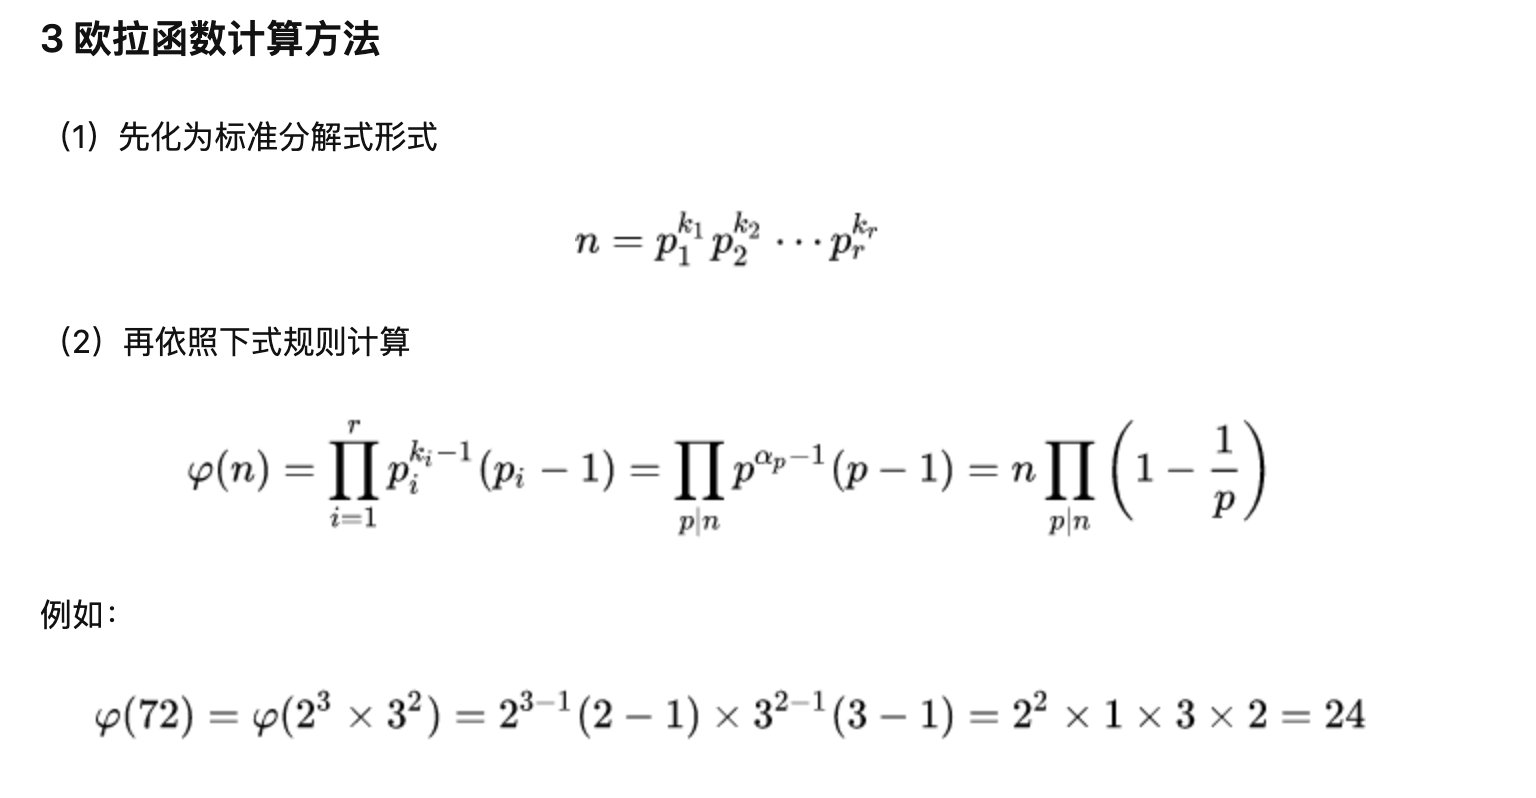 3 欧拉函数计算方法
（1）先化为标准分解式形式
$n = p_1^{k_1} p_2^{k_2} \cdots p_r^{k_r}$
（2）再依照下式规则计算
$\varphi(n) = \prod_{i=1}^{r} p_i^{k_i-1}(p_i-1) = \prod_{p|n} p^{\alpha_p-1}(p-1) = n \prod_{p|n} \left(1 - \frac{1}{p}\right)$
例如：
$\varphi(72) = \varphi(2^3 \times 3^2) = 2^{3-1}(2-1) \times 3^{2-1}(3-1) = 2^2 \times 1 \times 3 \times 2 = 24$